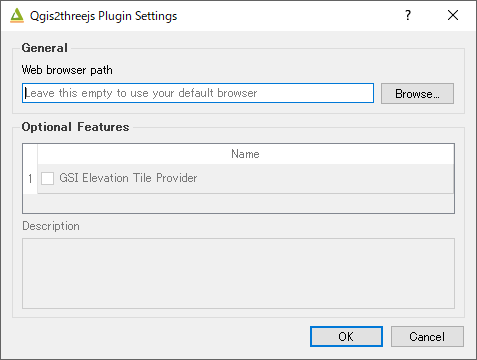 Qgis2threejs Plugin Settings
General
Web browser path
Leave this empty to use your default browser
Browse...
Optional Features
Name
1
GSI Elevation Tile Provider
Description
OK
Cancel